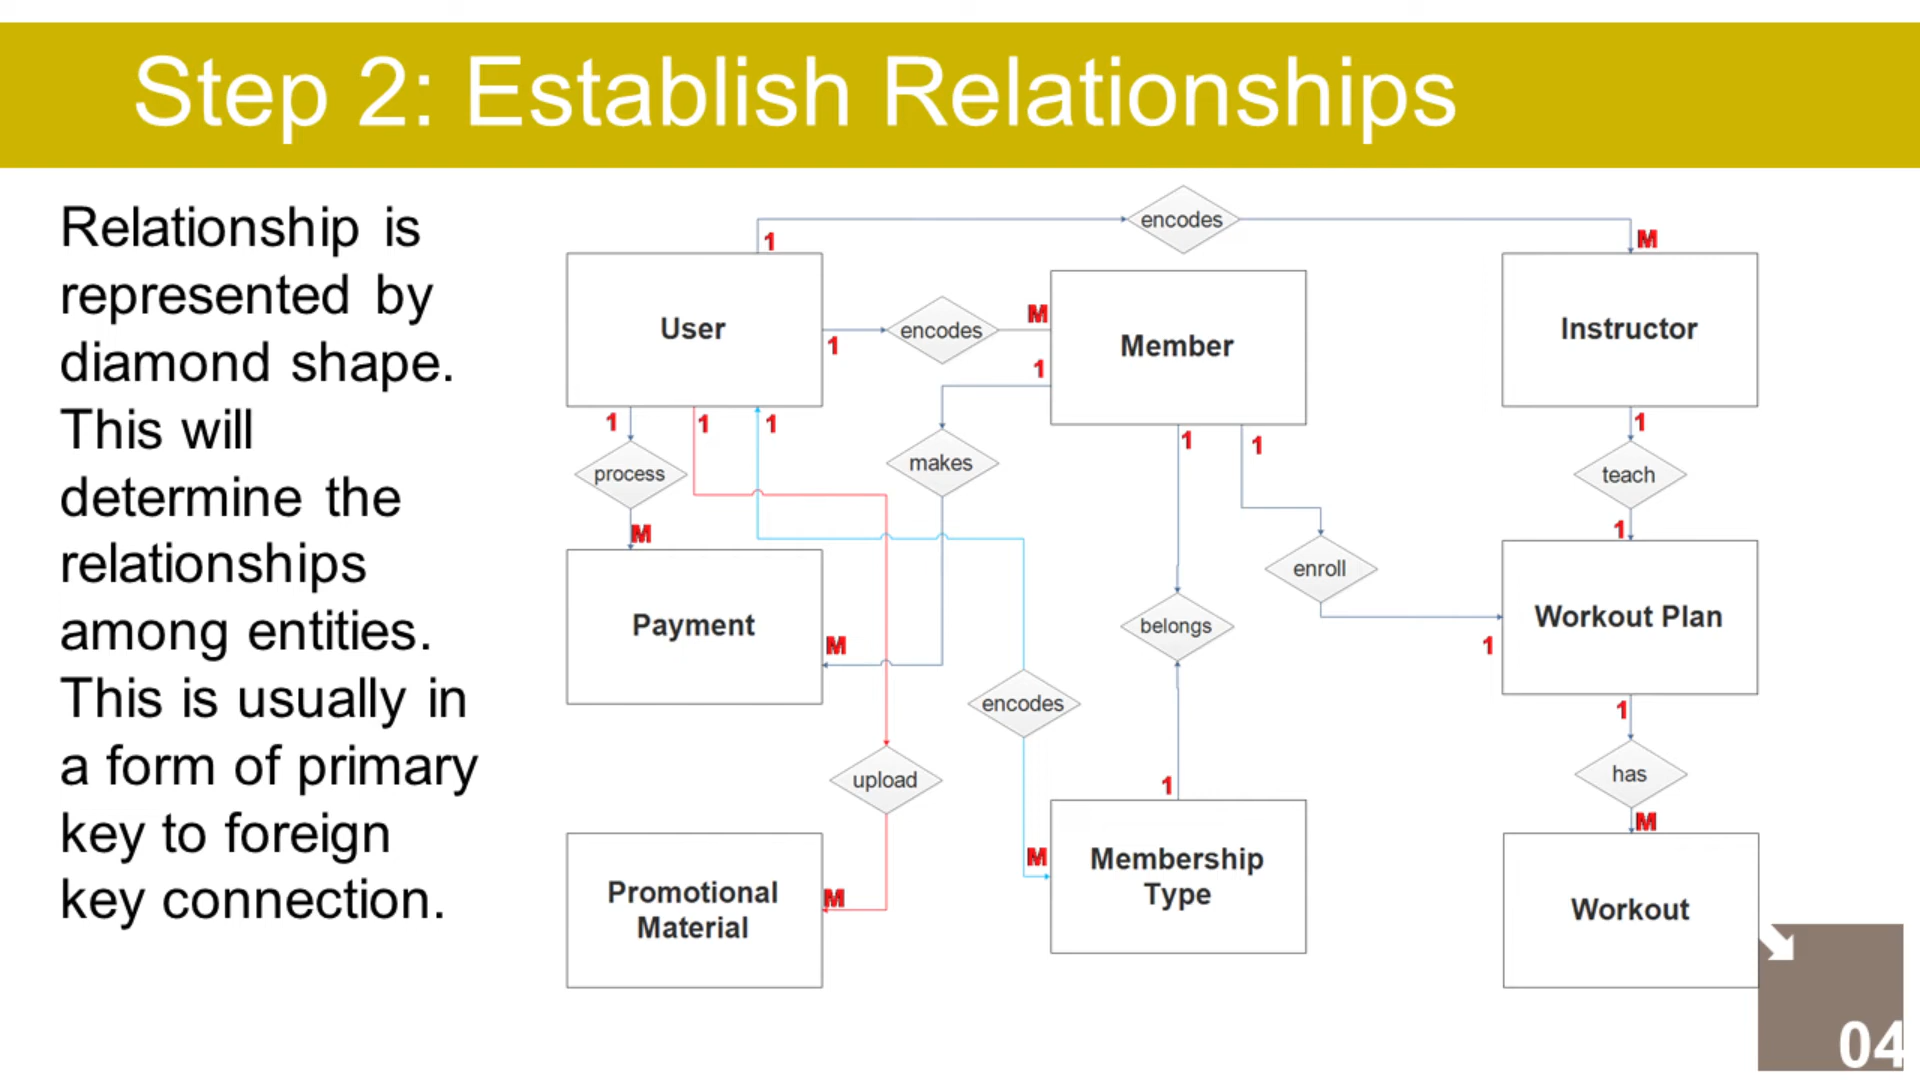 Step 2: Establish Relationships
Relationship is
represented by
diamond shape.
This will
determine the
relationships
among entities.
This is usually in
a form of primary
key to foreign
key connection.
encodes
1
M
User
encodes
M
Member
Instructor
1
1
1
1
1
1
1
1
process
makes
teach
M
1
enroll
Payment
M
belongs
Workout Plan
1
encodes
1
upload
1
has
M
M
Membership
Type
Promotional
Material
M
Workout
04